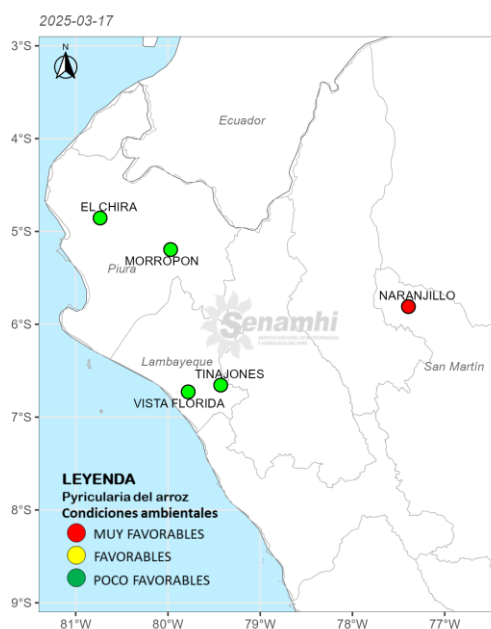 2025-03-17
3°S
N
Ecuador
4°S
EL CHIRA
5°S
MORROPON
Piura
NARANJILLO
6°S
Senamhi
Lambayeque
San Martín
TINAJONES
VISTA FLORIDA
7°S
LEYENDA
Pyricularia del arroz
Condiciones ambientales
8°S
MUY FAVORABLES
FAVORABLES
POCO FAVORABLES
9°S
81°W 80°W 79°W 78°W 77°W